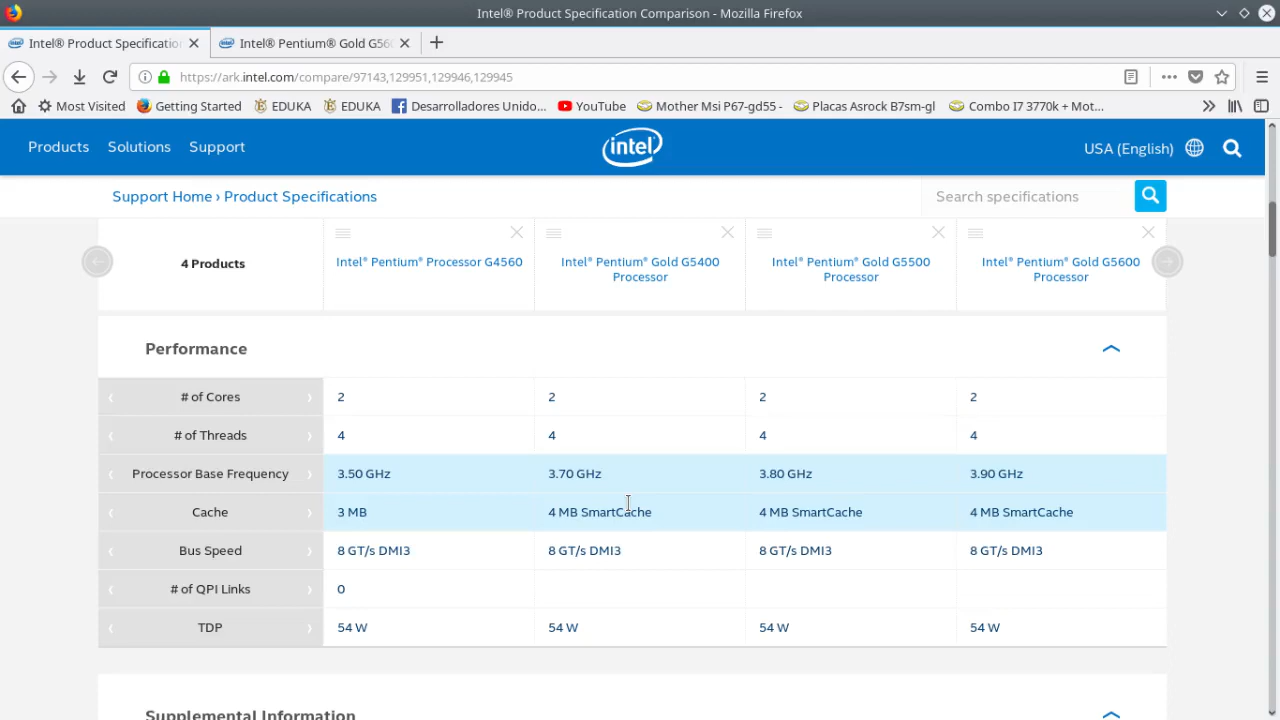 Intel® Product Specification Comparison - Mozilla Firefox
Intel® Product Specificatio
Intel® Pentium® Gold G560
https://ark.intel.com/compare/97143,129951,129946,129945
Most Visited Getting Started EDUKA EDUKA Desarrolladores Unido... YouTube Mother Msi P67-gd55 - Placas Asrock B7sm-gl Combo I7 3770k + Mot...
Products Solutions Support intel USA (English)
Support Home › Product Specifications Search specifications
4 Products
Intel® Pentium® Processor G4560
Intel® Pentium® Gold G5400
Processor
Intel® Pentium® Gold G5500
Processor
Intel® Pentium® Gold G5600
Processor
Performance
# of Cores 2 2 2 2
# of Threads 4 4 4 4
Processor Base Frequency 3.50 GHz 3.70 GHz 3.80 GHz 3.90 GHz
Cache 3 MB 4 MB SmartCache 4 MB SmartCache 4 MB SmartCache
Bus Speed 8 GT/s DMI3 8 GT/s DMI3 8 GT/s DMI3 8 GT/s DMI3
# of QPI Links 0
TDP 54 W 54 W 54 W 54 W
Supplemental Information